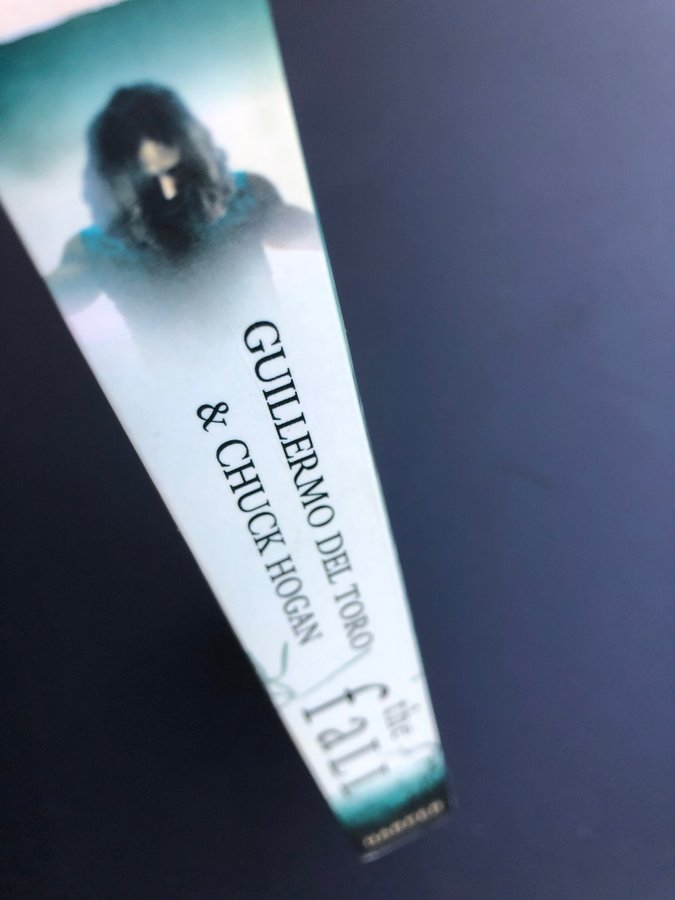 GUILLERMO DEL TORO
& CHUCK HOGAN
the
fall